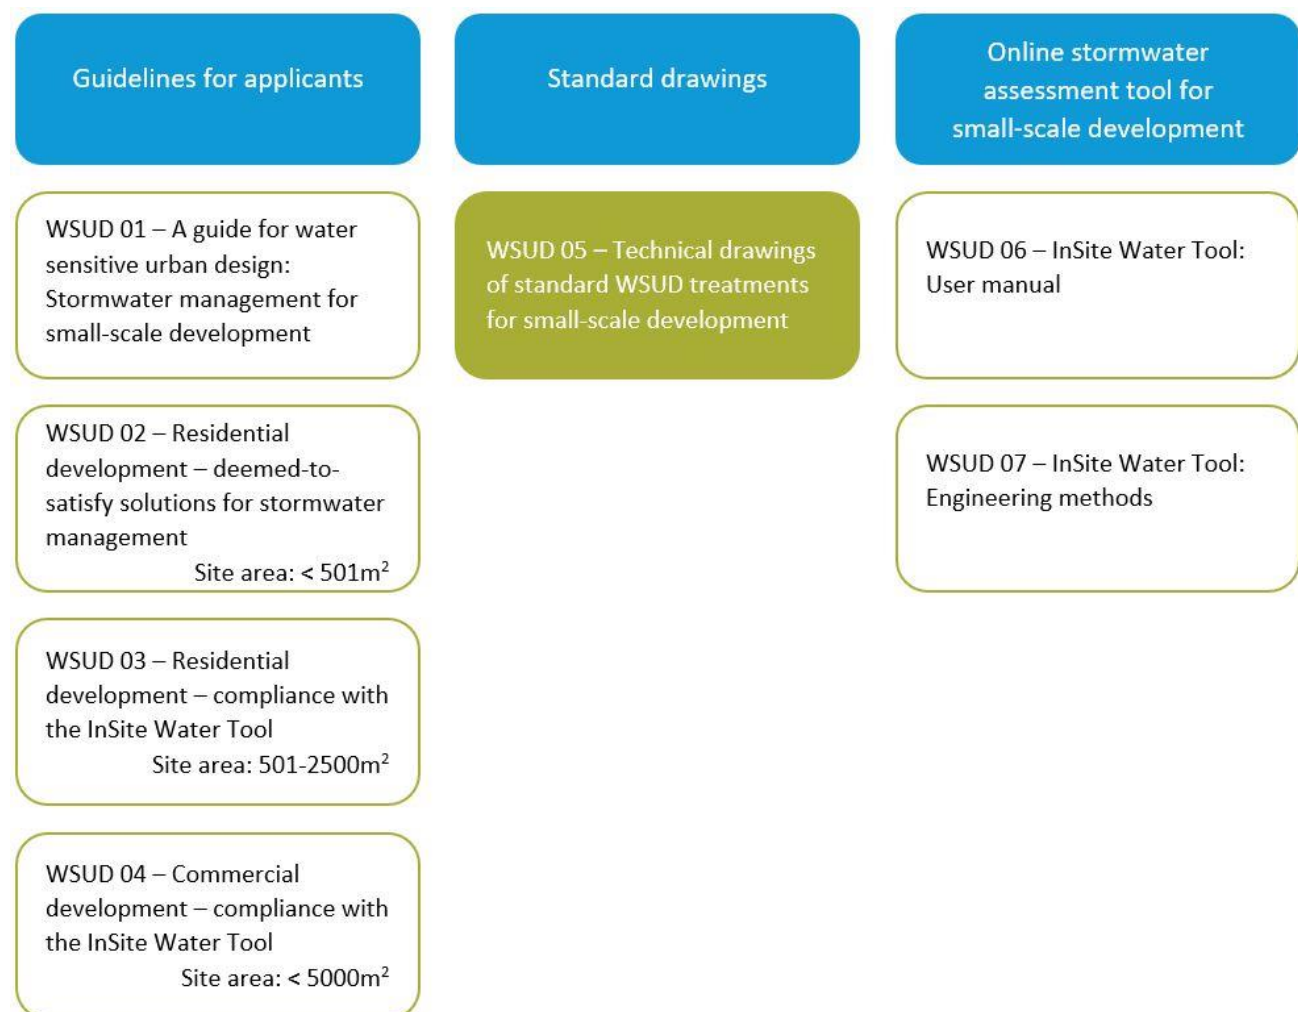 Guidelines for applicants
WSUD 01 – A guide for water
sensitive urban design:
Stormwater management for
small-scale development
WSUD 02 – Residential
development – deemed-to-
satisfy solutions for stormwater
management
Site area: < 501m²
WSUD 03 – Residential
development – compliance with
the InSite Water Tool
Site area: 501-2500m²
WSUD 04 – Commercial
development – compliance with
the InSite Water Tool
Site area: < 5000m²
Standard drawings
WSUD 05 – Technical drawings
of standard WSUD treatments
for small-scale development
Online stormwater
assessment tool for
small-scale development
WSUD 06 – InSite Water Tool:
User manual
WSUD 07 – InSite Water Tool:
Engineering methods